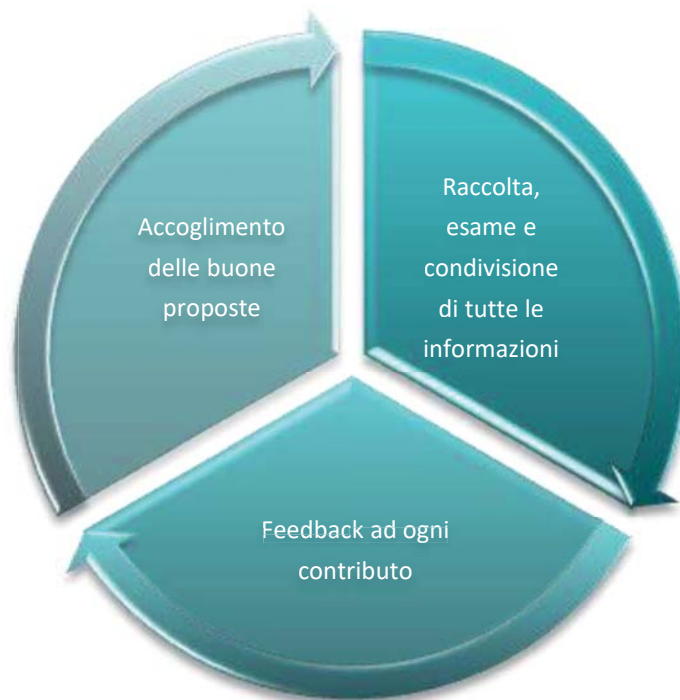 Accoglimento
delle buone
proposte
Raccolta,
esame e
condivisione
di tutte le
informazioni
Feedback ad ogni
contributo